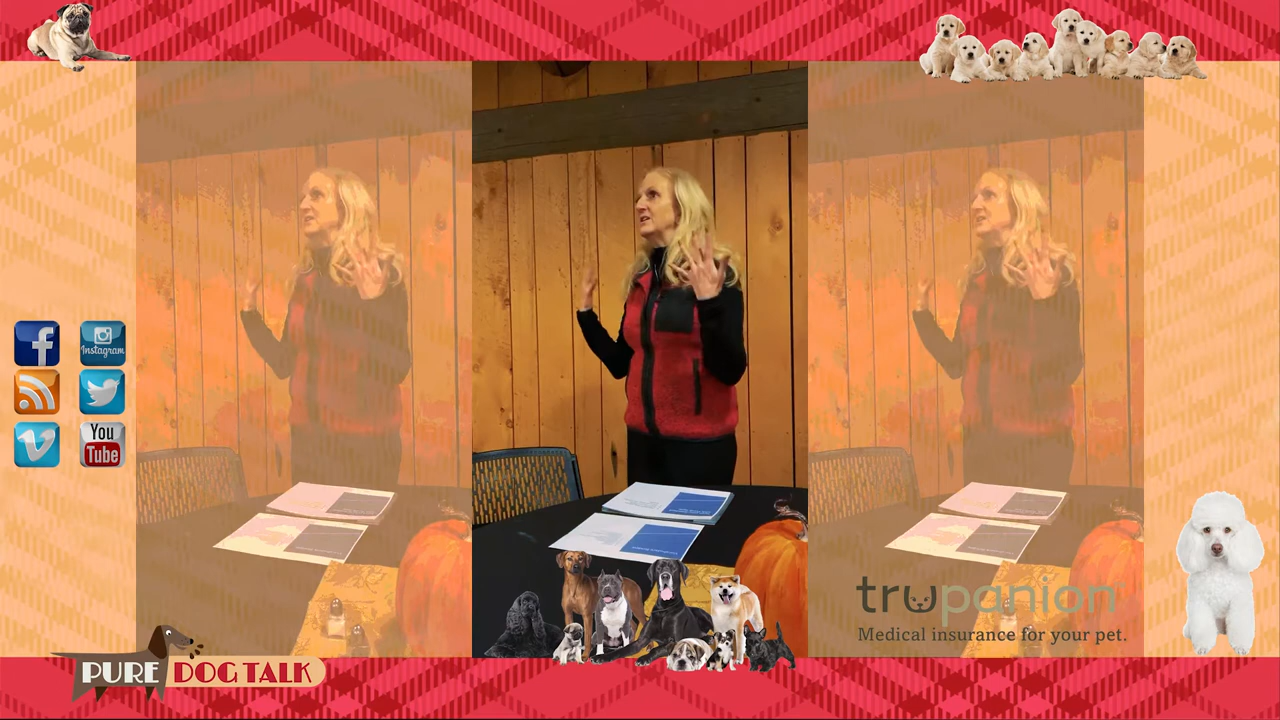 Instagram
You
Tube
trupanion
Medical insurance for your pet.
PURE DOG TALK